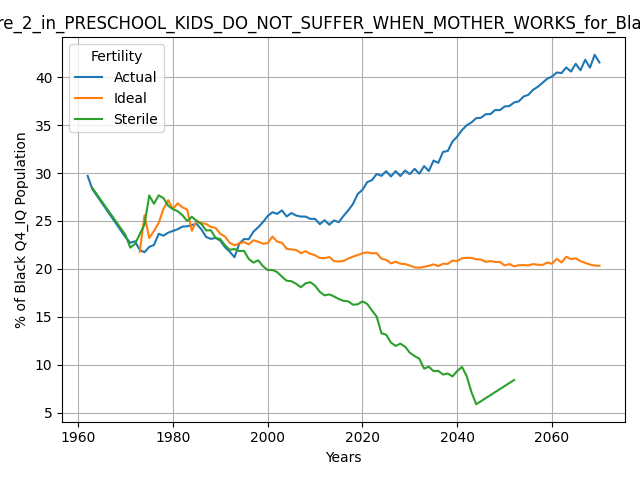 re_2_in_PRESCHOOL_KIDS_DO_NOT_SUFFER_WHEN_MOTHER_WORKS_for_Bla
Fertility
Actual
Ideal
Sterile
% of Black Q4_IQ Population
40
35
30
25
20
15
10
5
1960
1980
2000
2020
2040
2060
Years